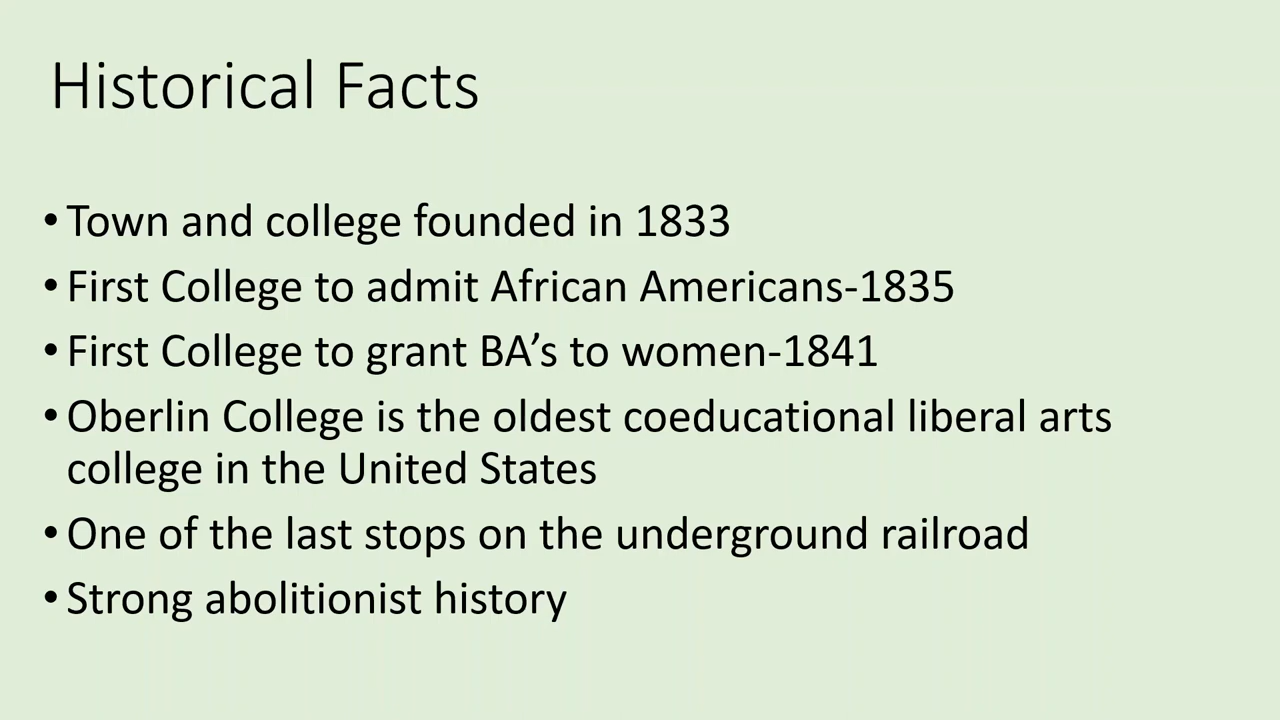 Historical Facts
• Town and college founded in 1833
• First College to admit African Americans-1835
• First College to grant BA’s to women-1841
• Oberlin College is the oldest coeducational liberal arts
college in the United States
• One of the last stops on the underground railroad
• Strong abolitionist history